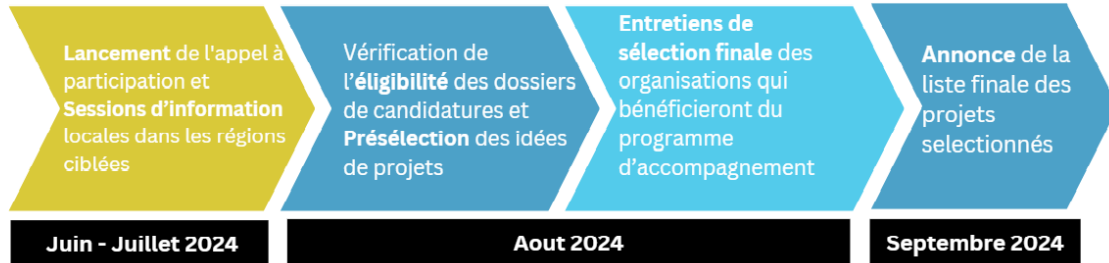 Lancement de l'appel à
participation et
Sessions d'information
locales dans les régions
ciblées
Vérification de
l'éligibilité des dossiers
de candidatures et
Présélection des idées
de projets
Entretiens de
sélection finale des
organisations qui
bénéficieront du
programme
d'accompagnement
Annonce de la
liste finale des
projets
selectionnés
Juin - Juillet 2024
Aout 2024
Septembre 2024